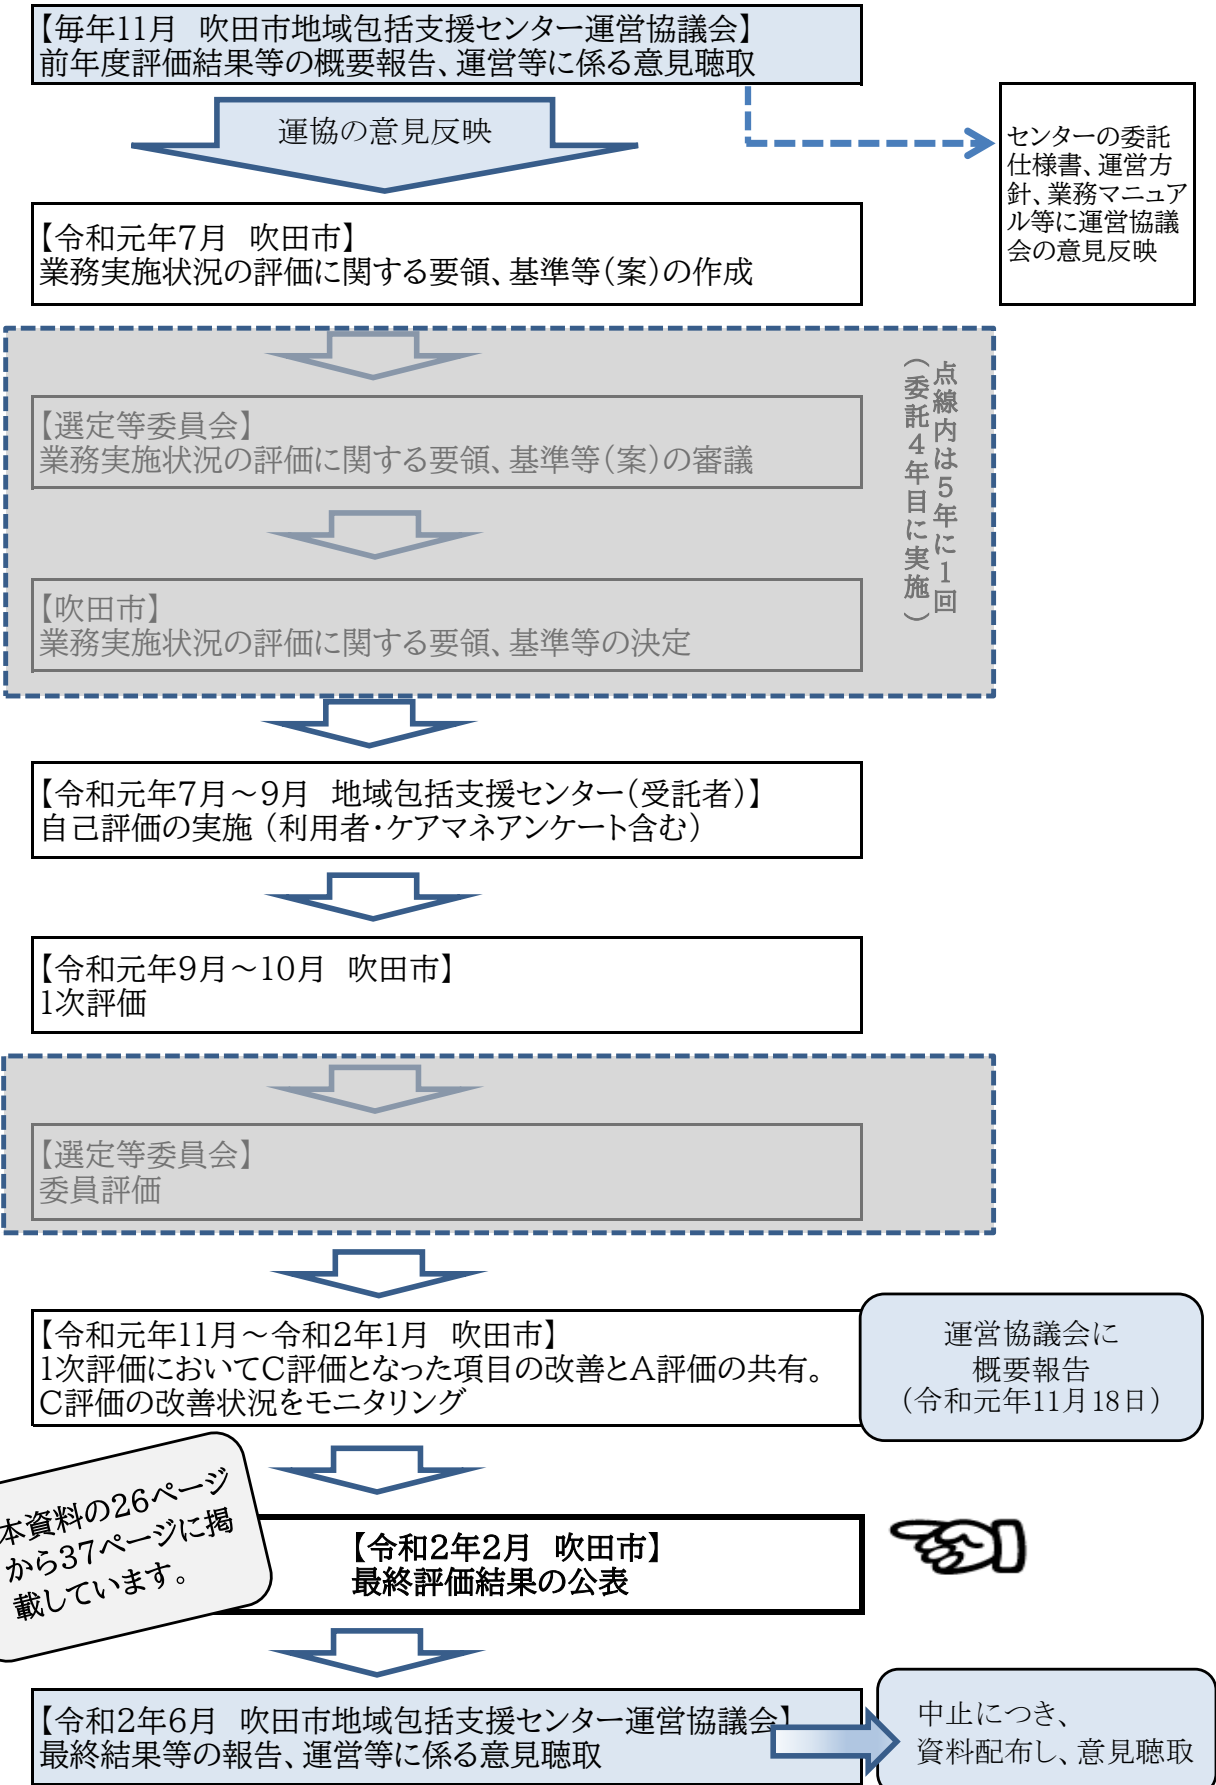 【毎年11月　吹田市地域包括支援センター運営協議会】
前年度評価結果等の概要報告、運営等に係る意見聴取
運協の意見反映
センターの委託
仕様書、運営方
針、業務マニュア
ル等に運営協議
会の意見反映
【令和元年7月　吹田市】
業務実施状況の評価に関する要領、基準等（案）の作成
点線内は５年に１回
（委託４年目に実施）
【選定等委員会】
業務実施状況の評価に関する要領、基準等（案）の審議
【吹田市】
業務実施状況の評価に関する要領、基準等の決定
【令和元年7月～9月　地域包括支援センター（受託者）】
自己評価の実施（利用者・ケアマネアンケート含む）
【令和元年9月～10月　吹田市】
1次評価
【選定等委員会】
委員評価
【令和元年11月～令和2年1月　吹田市】
1次評価においてC評価となった項目の改善とA評価の共有。
C評価の改善状況をモニタリング
運営協議会に
概要報告
（令和元年11月18日）
本資料の26ページ
から37ページに掲
載しています。
【令和2年2月　吹田市】
最終評価結果の公表
【令和2年6月　吹田市地域包括支援センター運営協議会】
最終結果等の報告、運営等に係る意見聴取
中止につき、
資料配布し、意見聴取